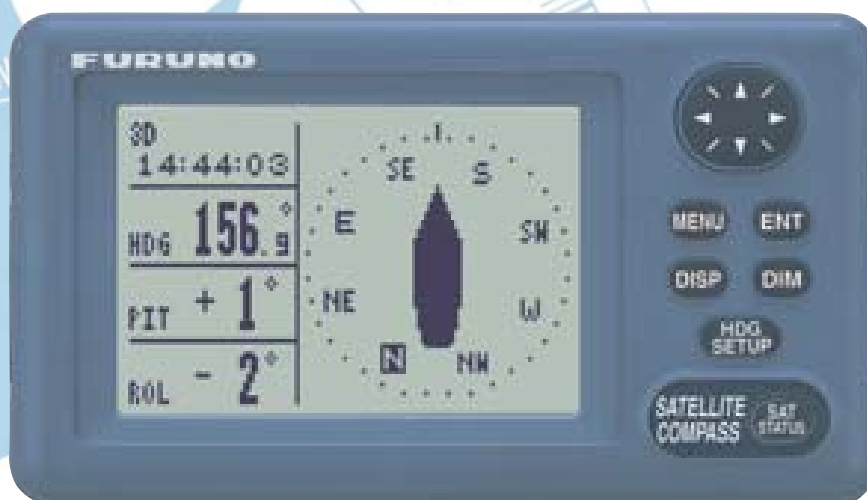 FURUNO
3D
14:44:03
HDG 156.9°
PIT + 1°
ROL - 2°
SE S
E SW
NE W
N NW
MENU ENT
DISP DIM
HDG
SETUP
SATELLITE
COMPASS
SAT
STATUS